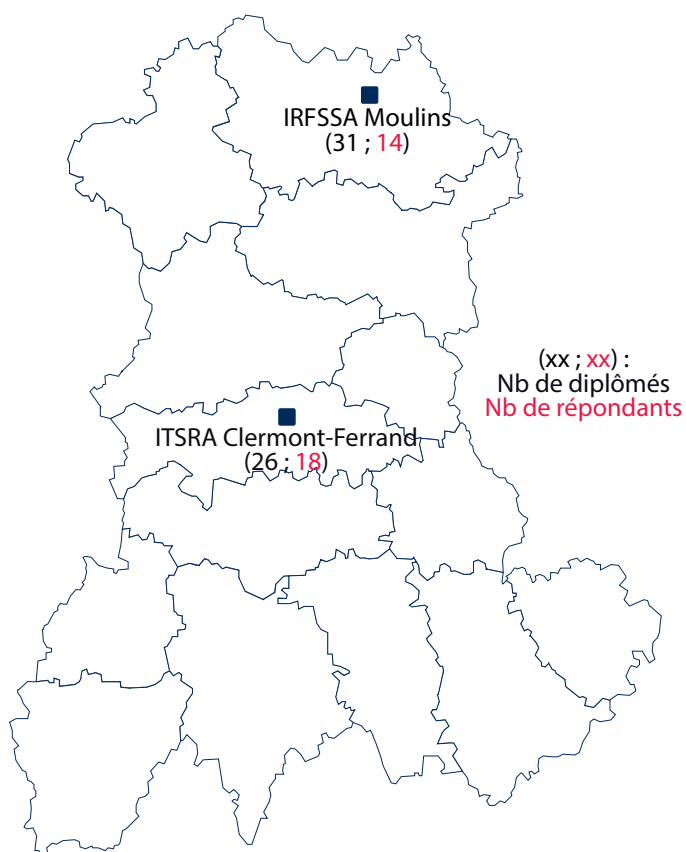 IRFSSA Moulins
(31 ; 14)
(xx ; xx) :
Nb de diplômés
Nb de répondants
ITSRA Clermont-Ferrand
(26 ; 18)